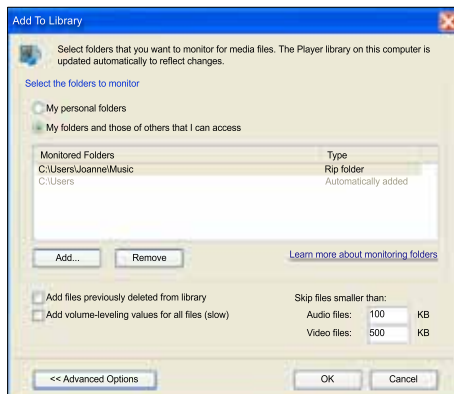 Add To Library
Select folders that you want to monitor for media files. The Player library on this computer is
updated automatically to reflect changes.
Select the folders to monitor
My personal folders
My folders and those of others that I can access
Monitored Folders Type
C:\Users\Joanne\Music Rip folder
C:\Users Automatically added
Add... Remove Learn more about monitoring folders
Add files previously deleted from library
Add volume-leveling values for all files (slow)
Skip files smaller than:
Audio files: 100 KB
Video files: 500 KB
<< Advanced Options OK Cancel